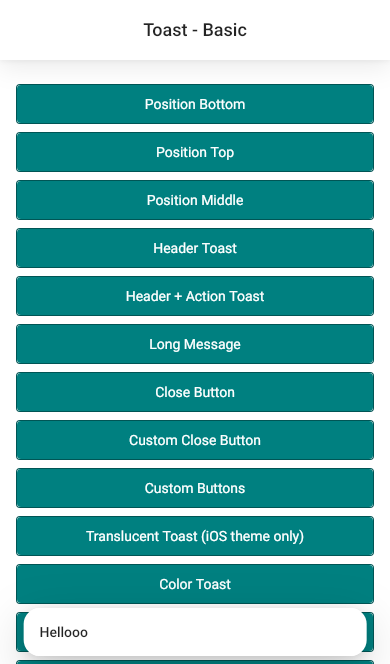 Toast - Basic
Position Bottom
Position Top
Position Middle
Header Toast
Header + Action Toast
Long Message
Close Button
Custom Close Button
Custom Buttons
Translucent Toast (iOS theme only)
Color Toast
Hellooo